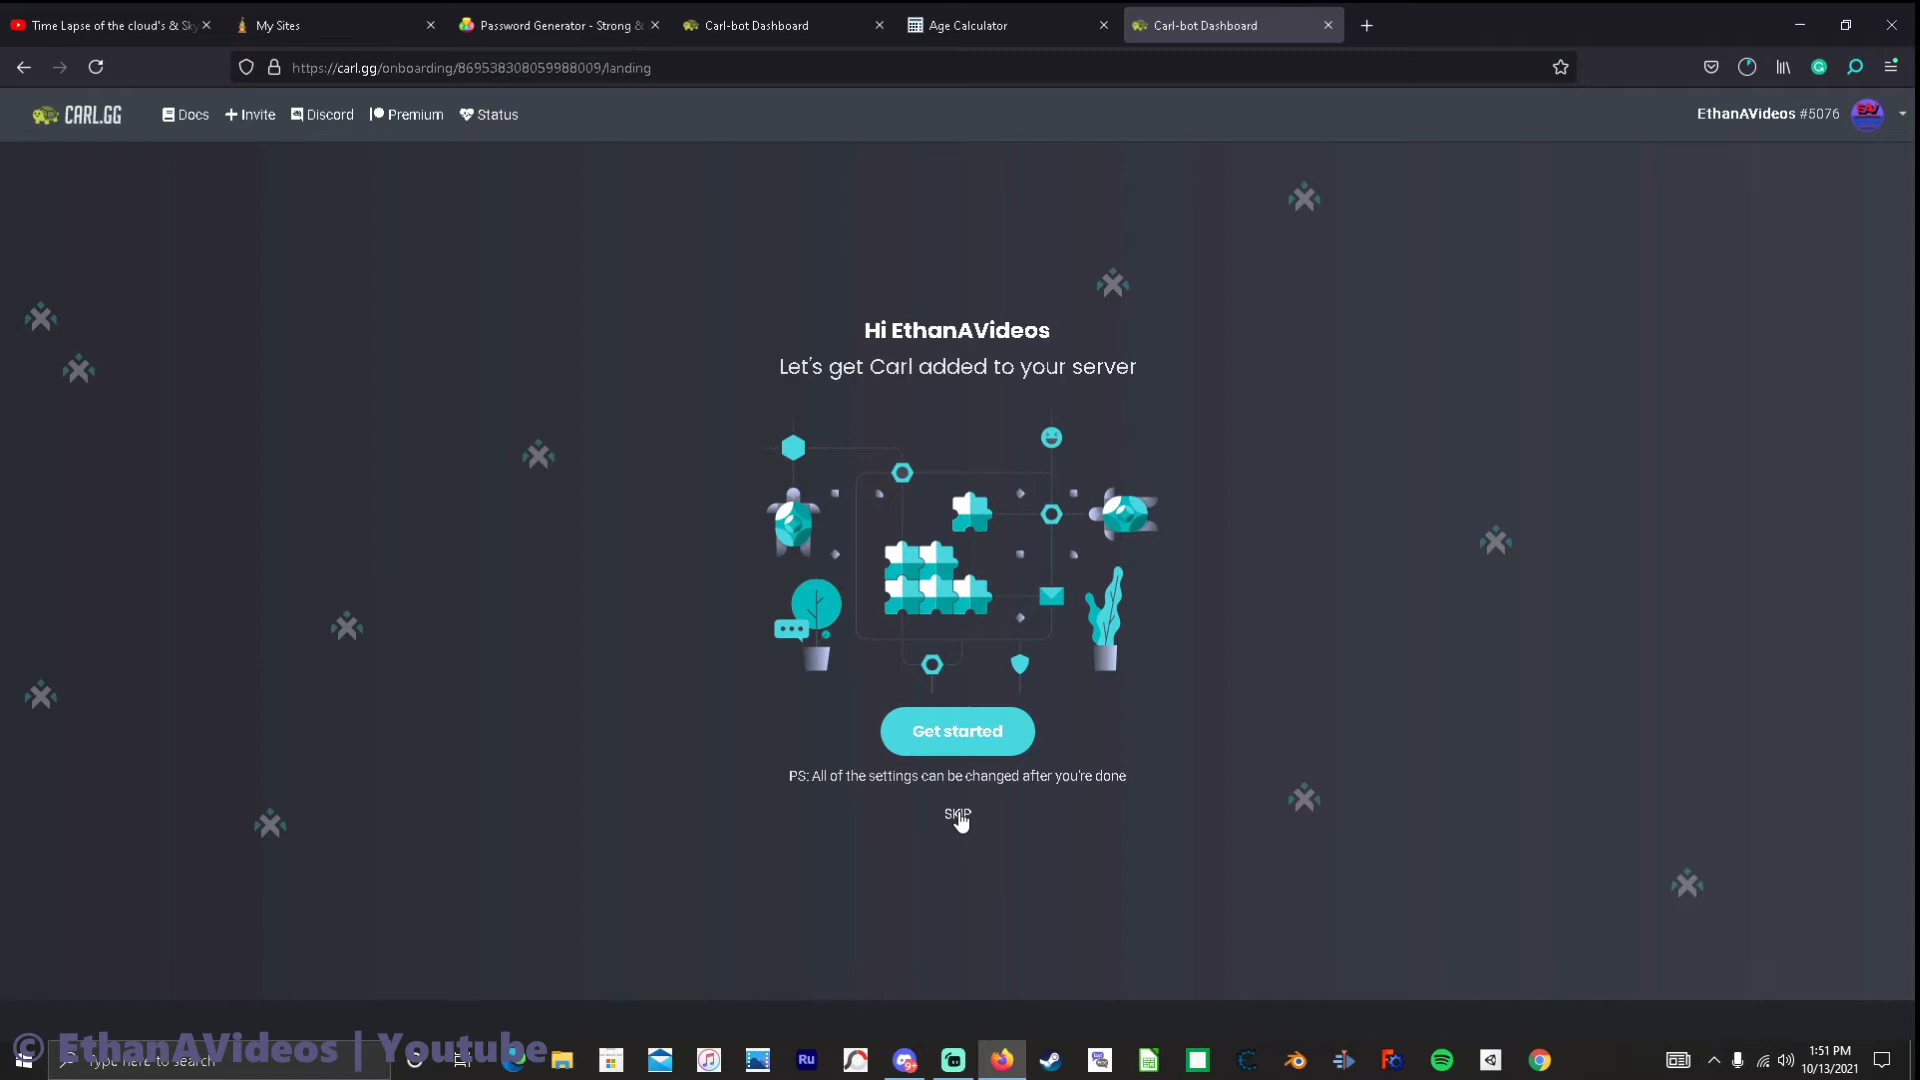 Time Lapse of the cloud's & Sk
My Sites
Password Generator - Strong &
Carl-bot Dashboard
Age Calculator
Carl-bot Dashboard
https://carl.gg/onboarding/869538308059988009/landing
CARL.GG
Docs
Invite
Discord
Premium
Status
EthanAVideos #5076
EAV
Hi EthanAVideos
Let's get Carl added to your server
Get started
PS: All of the settings can be changed after you're done
SKIP
© EthanAVideos | Youtube
Type here to search
Ru
9+
1:51 PM
10/13/2021